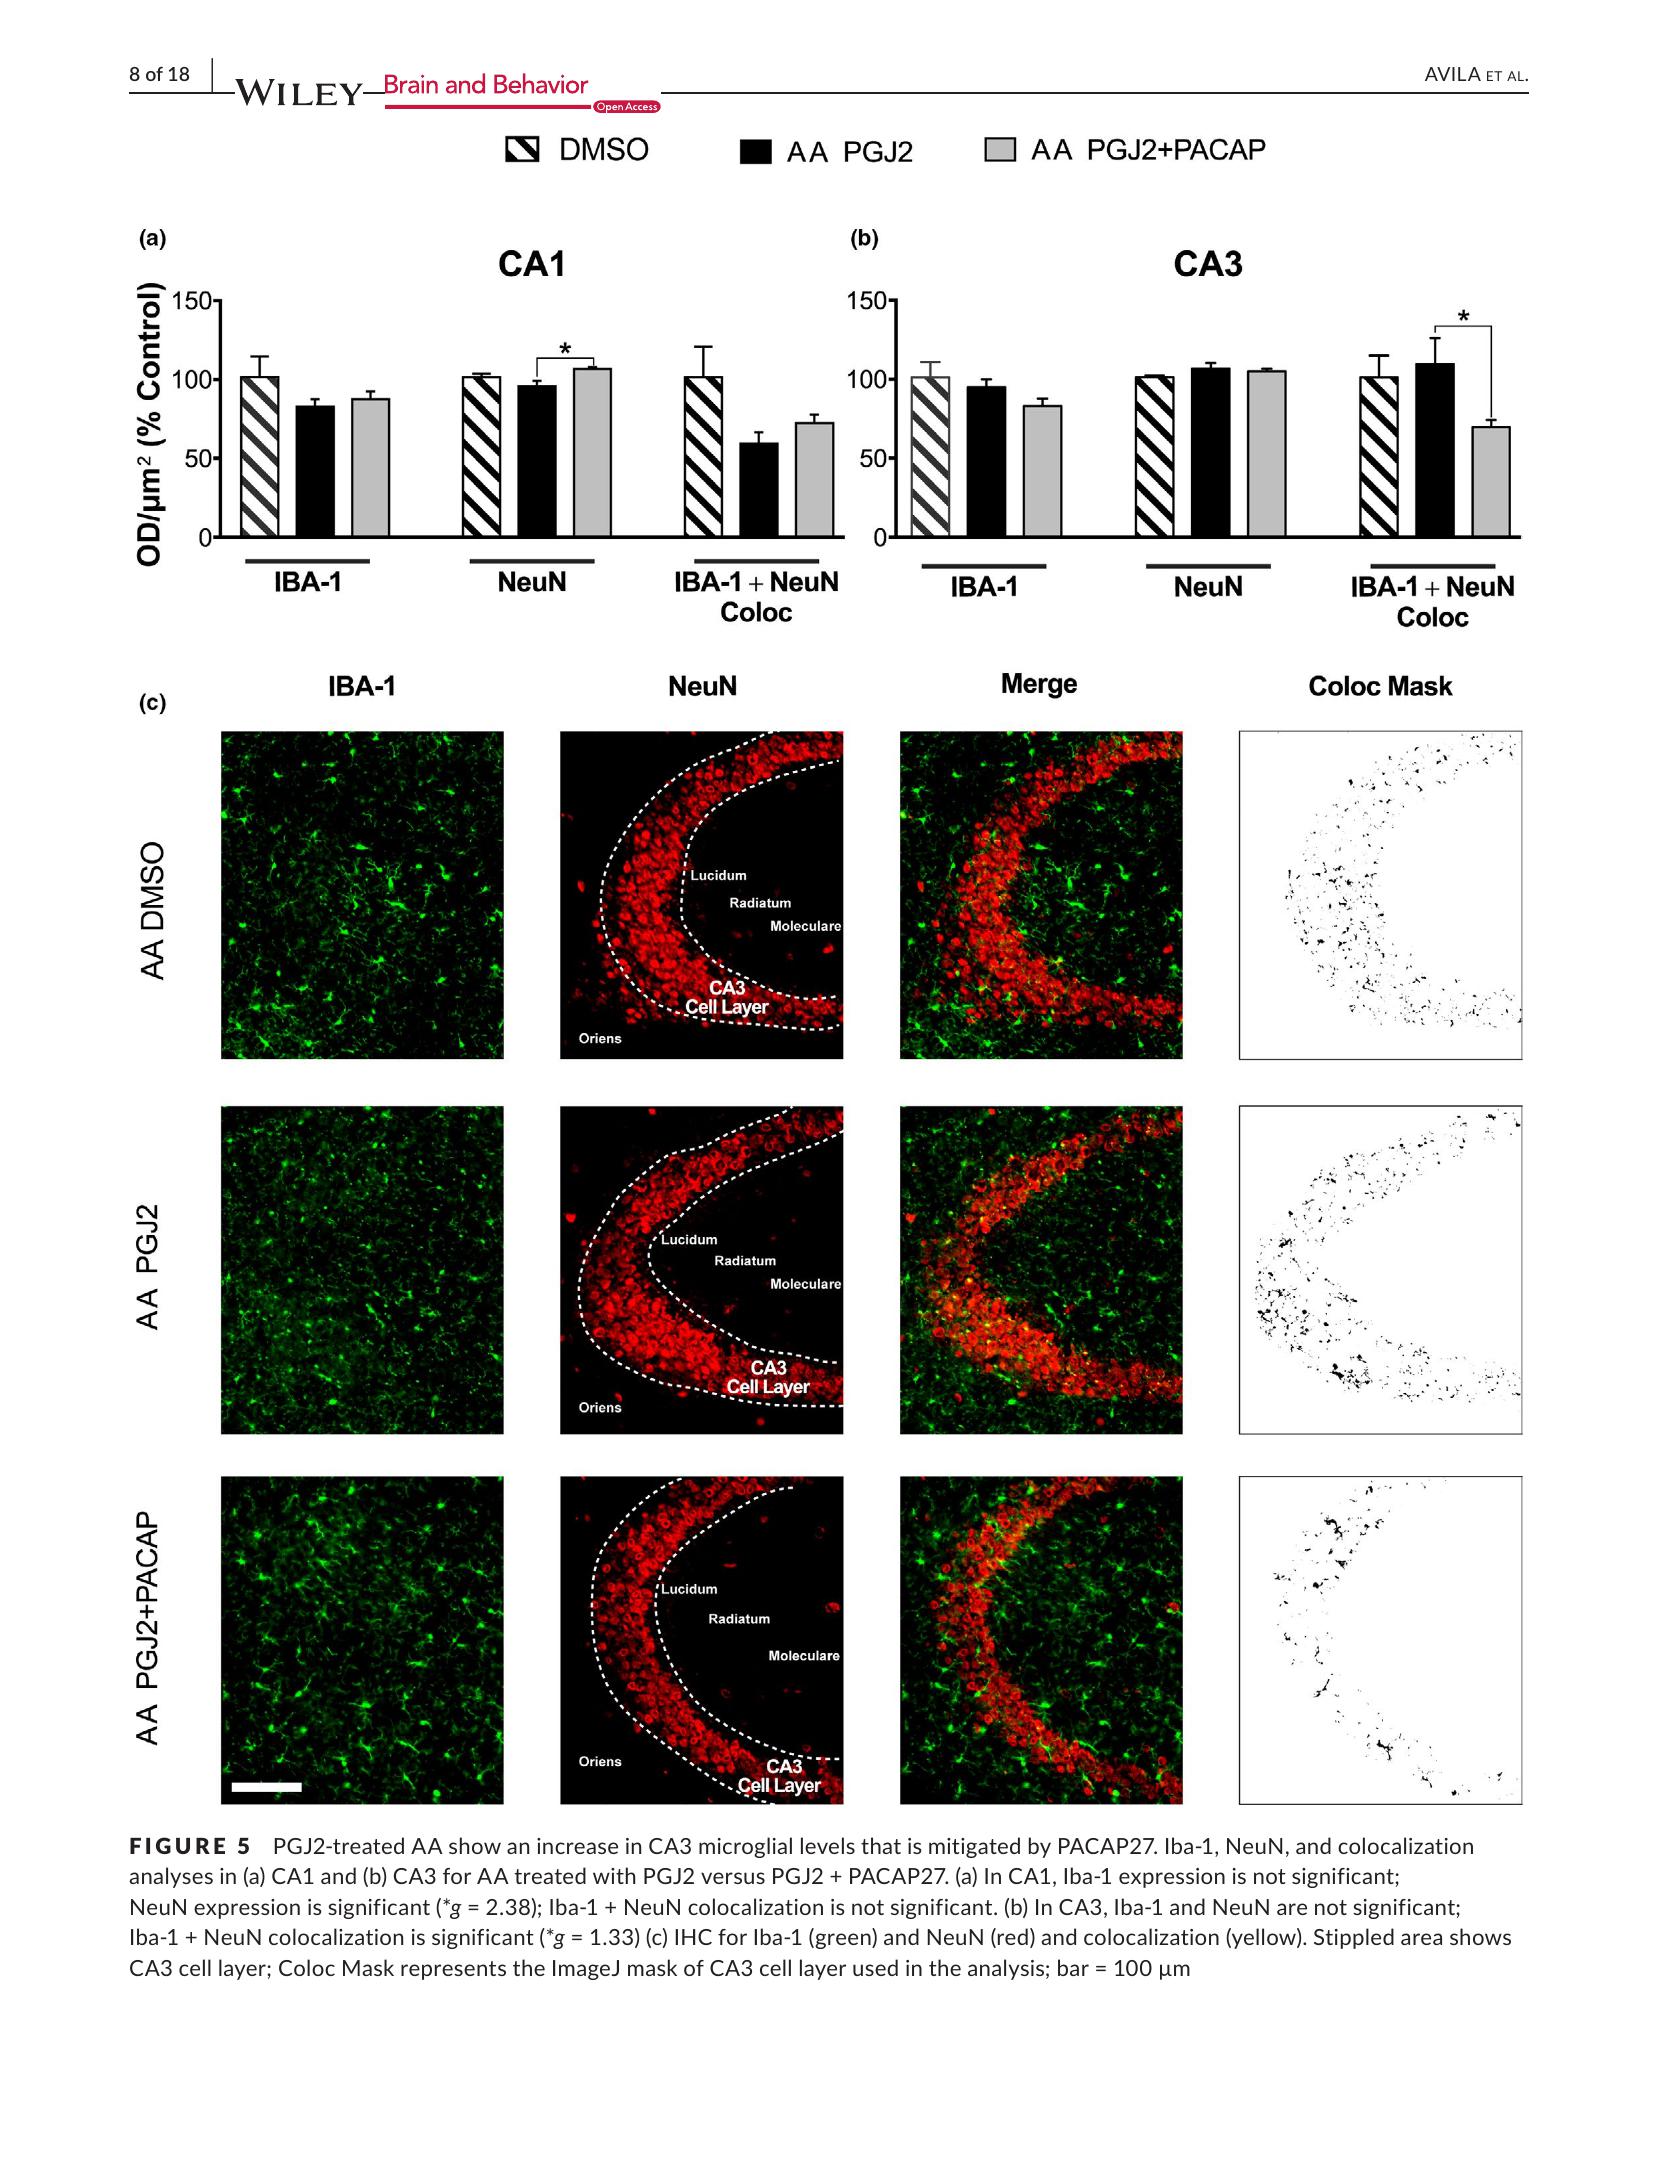 8 of 18
WILEY Brain and Behavior
Open Access
AVILA ET AL.
DMSO AA PGJ2 AA PGJ2+PACAP
(a)
CA1
OD/µm² (% Control)
150
100
50
0
*
IBA-1 NeuN IBA-1 + NeuN
Coloc
(b)
CA3
150
100
50
0
*
IBA-1 NeuN IBA-1 + NeuN
Coloc
(c)
IBA-1 NeuN Merge Coloc Mask
AA DMSO
Lucidum
Radiatum
Moleculare
CA3
Cell Layer
Oriens
AA PGJ2
Lucidum
Radiatum
Moleculare
CA3
Cell Layer
Oriens
AA PGJ2+PACAP
Lucidum
Radiatum
Moleculare
Oriens
CA3
Cell Layer
FIGURE 5 PGJ2-treated AA show an increase in CA3 microglial levels that is mitigated by PACAP27. Iba-1, NeuN, and colocalization
analyses in (a) CA1 and (b) CA3 for AA treated with PGJ2 versus PGJ2 + PACAP27. (a) In CA1, Iba-1 expression is not significant;
NeuN expression is significant (*g = 2.38); Iba-1 + NeuN colocalization is not significant. (b) In CA3, Iba-1 and NeuN are not significant;
Iba-1 + NeuN colocalization is significant (*g = 1.33) (c) IHC for Iba-1 (green) and NeuN (red) and colocalization (yellow). Stippled area shows
CA3 cell layer; Coloc Mask represents the ImageJ mask of CA3 cell layer used in the analysis; bar = 100 µm